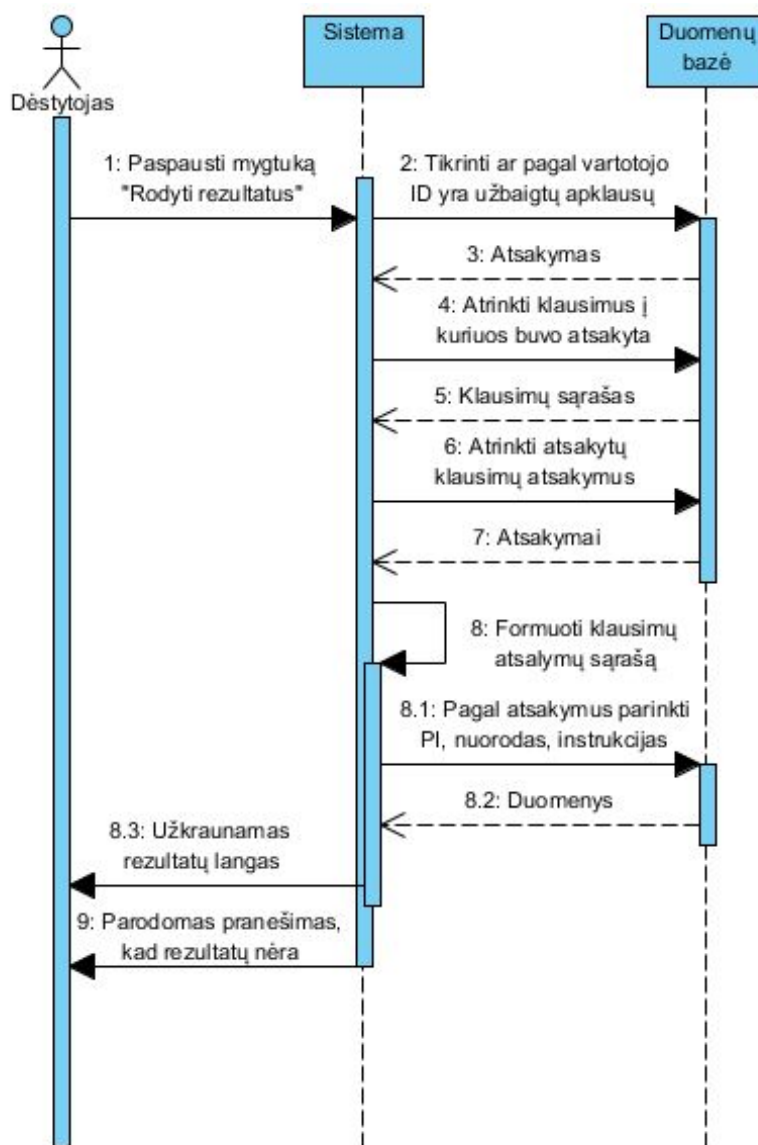 Sistema
Duomenų
bazė
Dėstytojas
1: Paspausti mygtuką
"Rodyti rezultatus"
2: Tikrinti ar pagal vartotojo
ID yra užbaigtų apklausų
3: Atsakymas
4: Atrinkti klausimus į
kuriuos buvo atsakyta
5: Klausimų sąrašas
6: Atrinkti atsakytų
klausimų atsakymus
7: Atsakymai
8: Formuoti klausimų
atsalymų sąrašą
8.1: Pagal atsakymus parinkti
PI, nuorodas, instrukcijas
8.2: Duomenys
8.3: Užkraunamas
rezultatų langas
9: Parodomas pranešimas,
kad rezultatų nėra